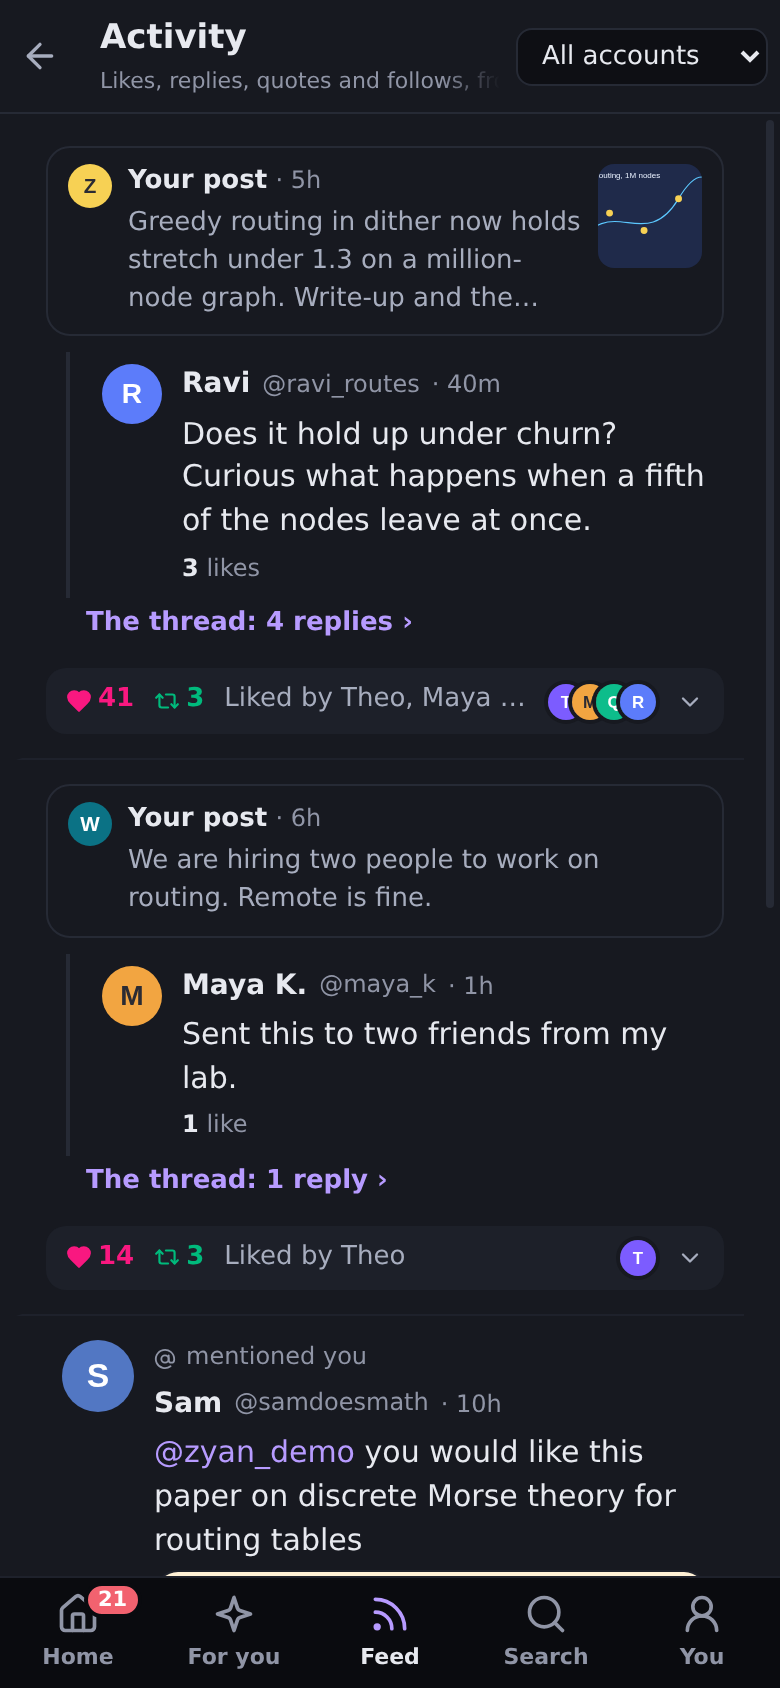 Activity
Likes, replies, quotes and follows,
All accounts
Z
Your post · 5h
Greedy routing in dither now holds
stretch under 1.3 on a million-
node graph. Write-up and the…
outing, 1M nodes
R
Ravi @ravi_routes · 40m
Does it hold up under churn?
Curious what happens when a fifth
of the nodes leave at once.
3 likes
The thread: 4 replies ›
41 3 Liked by Theo, Maya …
T M Q R
W
Your post · 6h
We are hiring two people to work on
routing. Remote is fine.
M
Maya K. @maya_k · 1h
Sent this to two friends from my
lab.
1 like
The thread: 1 reply ›
14 3 Liked by Theo
T
S
@ mentioned you
Sam @samdoesmath · 10h
@zyan_demo you would like this
paper on discrete Morse theory for
routing tables
21
Home For you Feed Search You